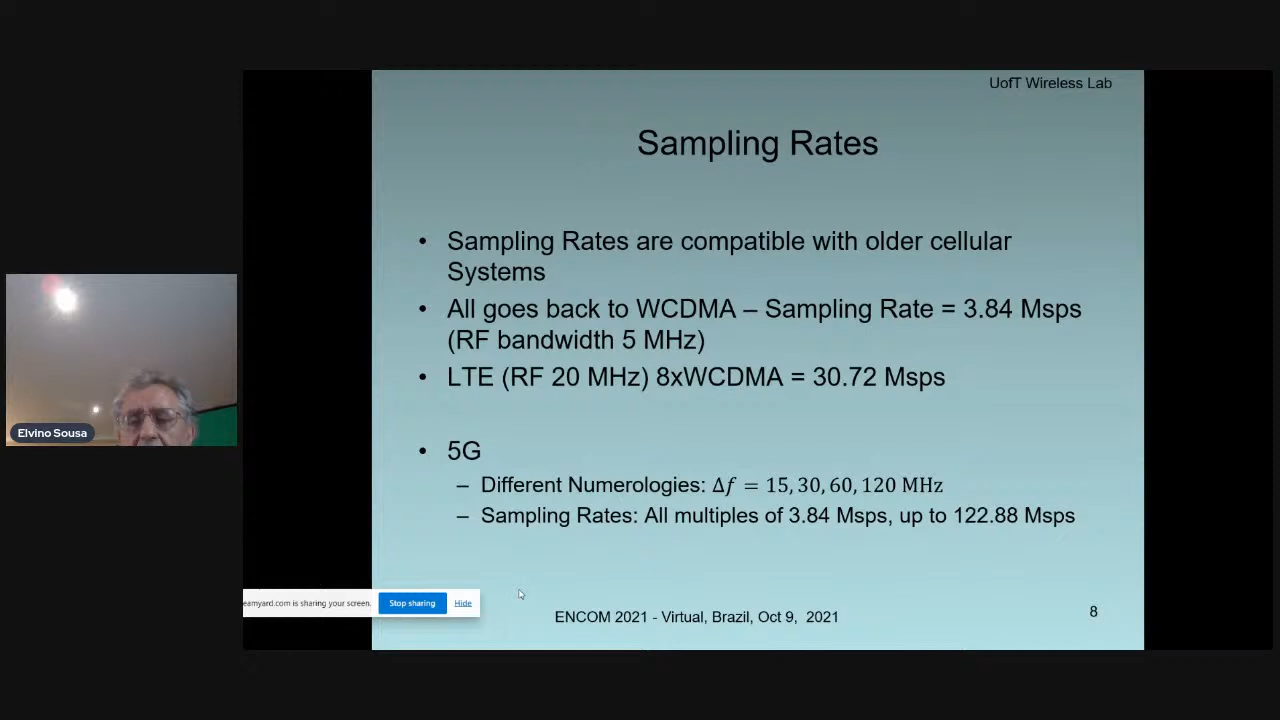 UofT Wireless Lab
Sampling Rates
• Sampling Rates are compatible with older cellular
Systems
• All goes back to WCDMA – Sampling Rate = 3.84 Msps
(RF bandwidth 5 MHz)
• LTE (RF 20 MHz) 8xWCDMA = 30.72 Msps
• 5G
– Different Numerologies: Δf = 15, 30, 60, 120 MHz
– Sampling Rates: All multiples of 3.84 Msps, up to 122.88 Msps
Elvino Sousa
eamyard.com is sharing your screen. Stop sharing Hide
ENCOM 2021 - Virtual, Brazil, Oct 9, 2021
8